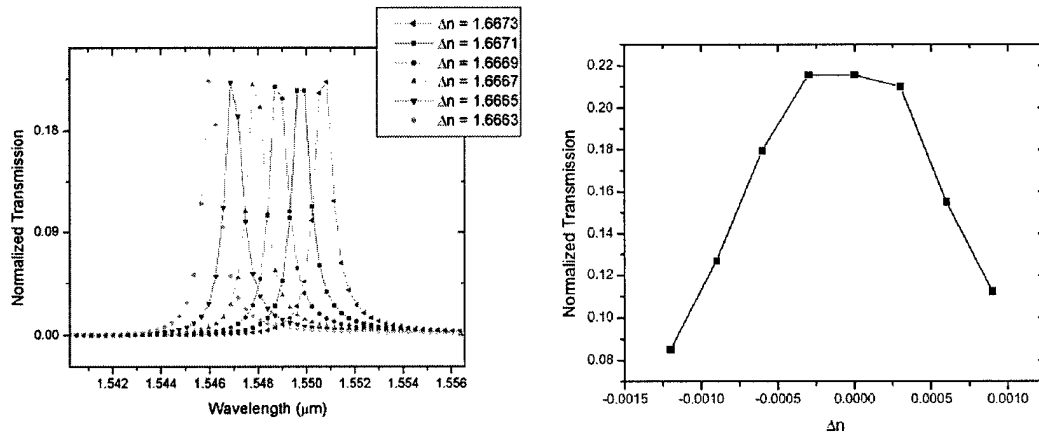 Δn = 1.6673
Δn = 1.6671
Δn = 1.6669
Δn = 1.6667
Δn = 1.6665
Δn = 1.6663
Normalized Transmission
0.18
0.09
0.00
1.542 1.544 1.546 1.548 1.550 1.552 1.554 1.556
Wavelength (μm)
Normalized Transmission
0.22
0.20
0.18
0.16
0.14
0.12
0.10
0.08
-0.0015 -0.0010 -0.0005 0.0000 0.0005 0.0010
Δn